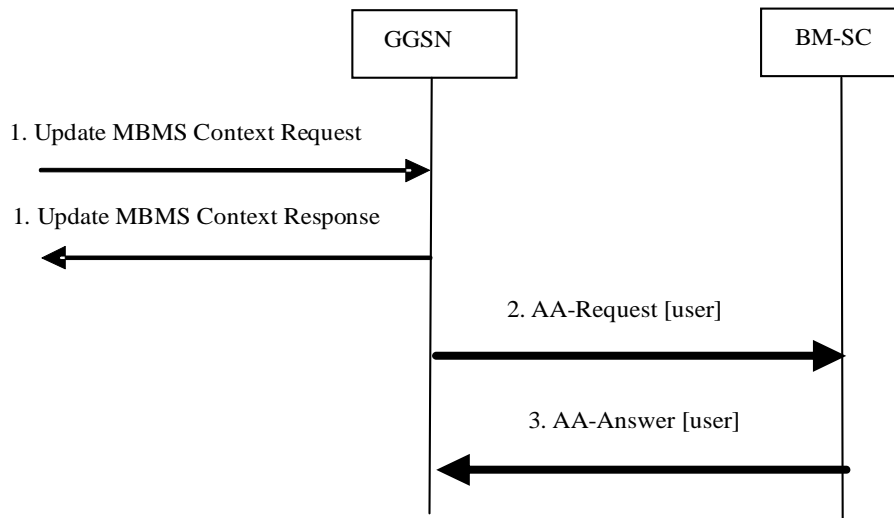 GGSN
BM-SC
1. Update MBMS Context Request
1. Update MBMS Context Response
2. AA-Request [user]
3. AA-Answer [user]